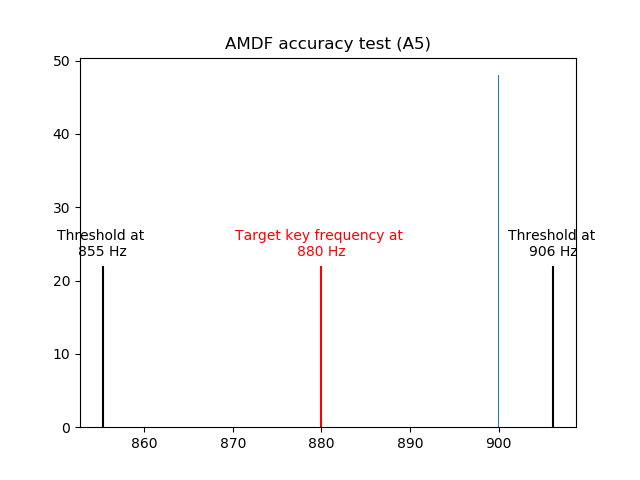 AMDF accuracy test (A5)
50
40
30
20
10
0
Threshold at
855 Hz
Target key frequency at
880 Hz
Threshold at
906 Hz
860
870
880
890
900